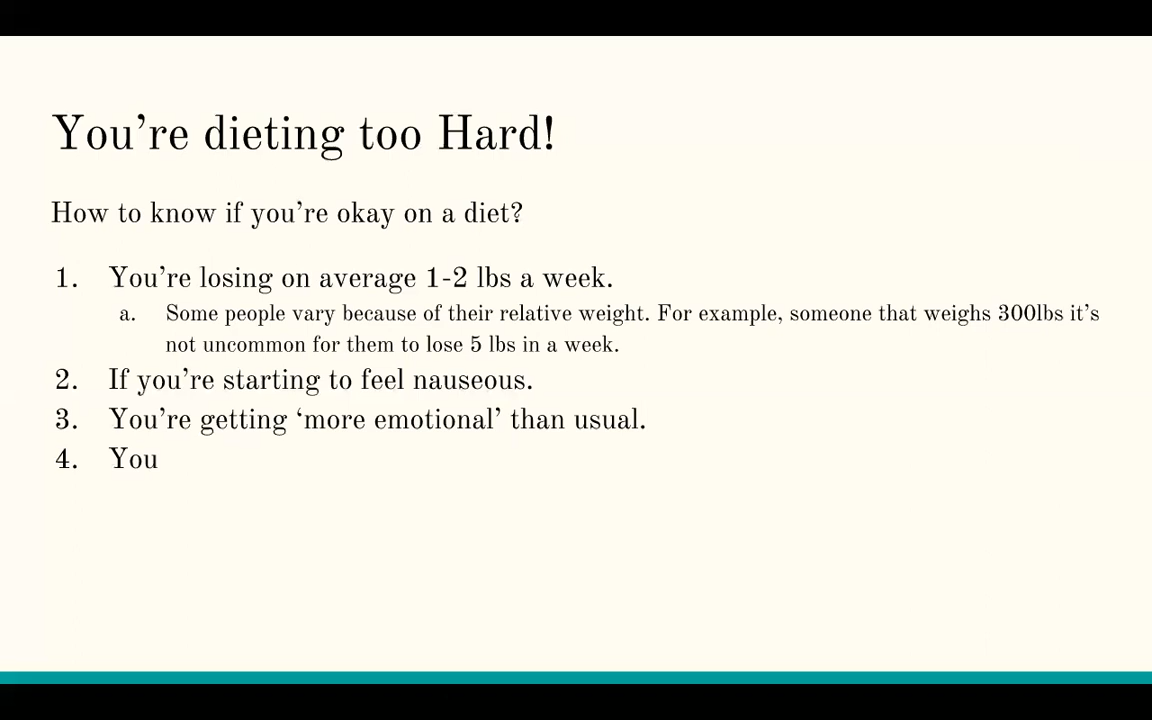 You’re dieting too Hard!
How to know if you’re okay on a diet?
1. You’re losing on average 1-2 lbs a week.
a. Some people vary because of their relative weight. For example, someone that weighs 300lbs it’s
not uncommon for them to lose 5 lbs in a week.
2. If you’re starting to feel nauseous.
3. You’re getting ‘more emotional’ than usual.
4. You